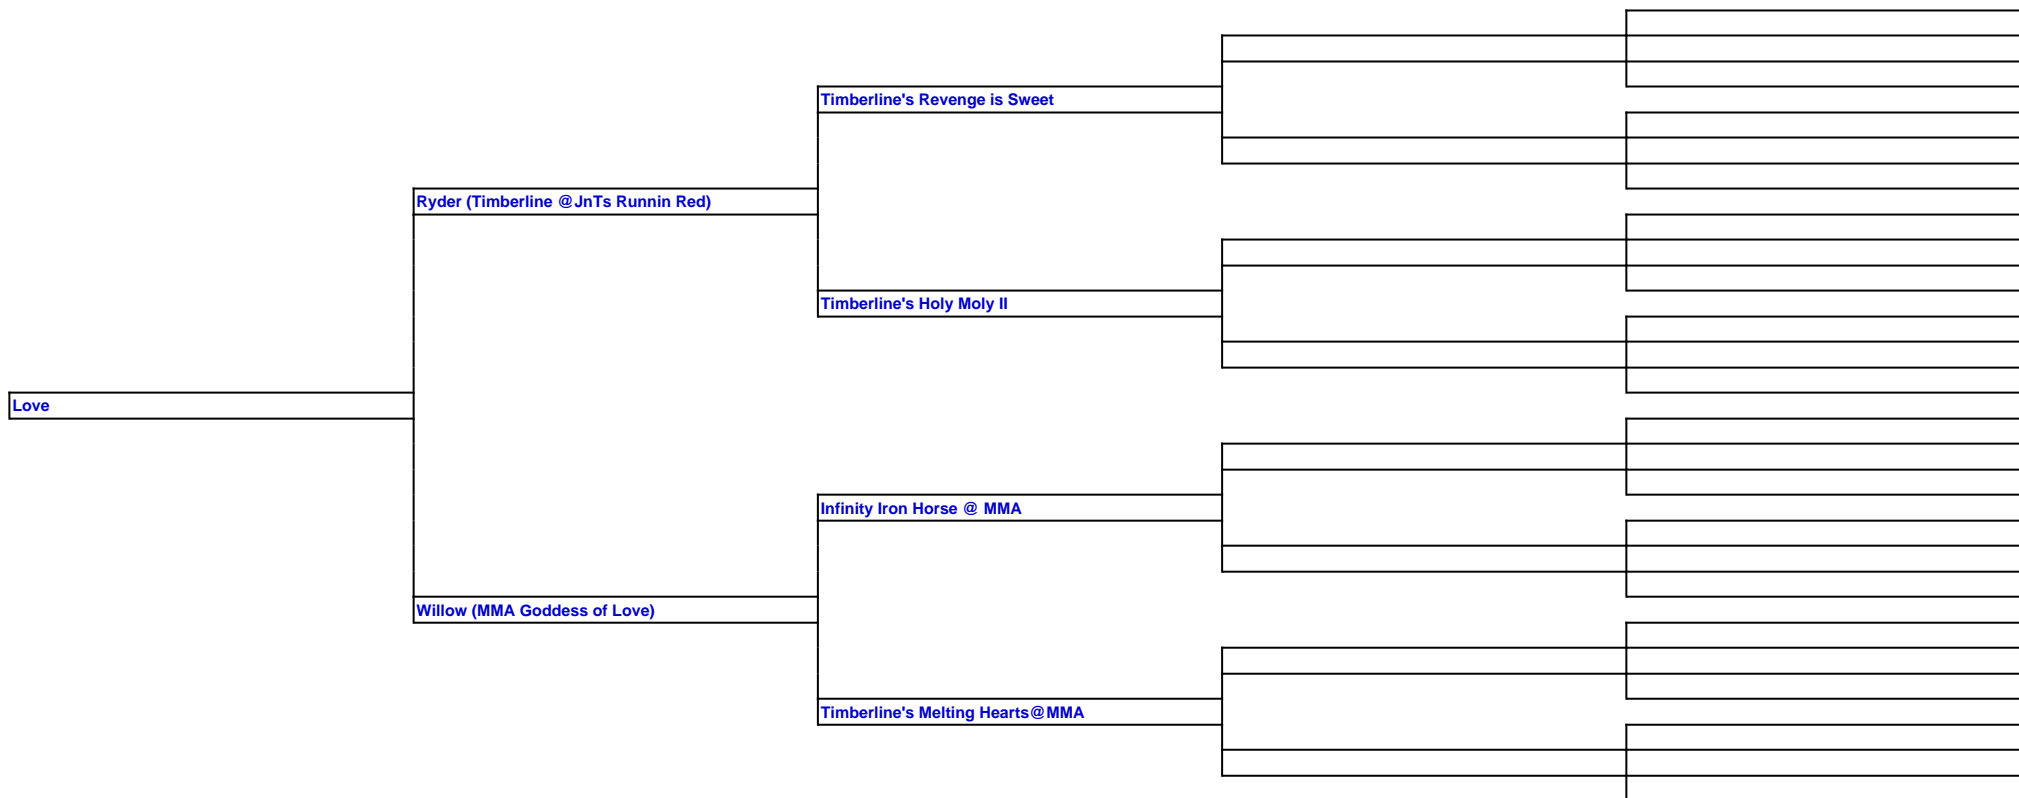 Timberline's Revenge is Sweet
Ryder (Timberline @JnTs Runnin Red)
Timberline's Holy Moly II
Love
Infinity Iron Horse @ MMA
Willow (MMA Goddess of Love)
Timberline's Melting Hearts@MMA